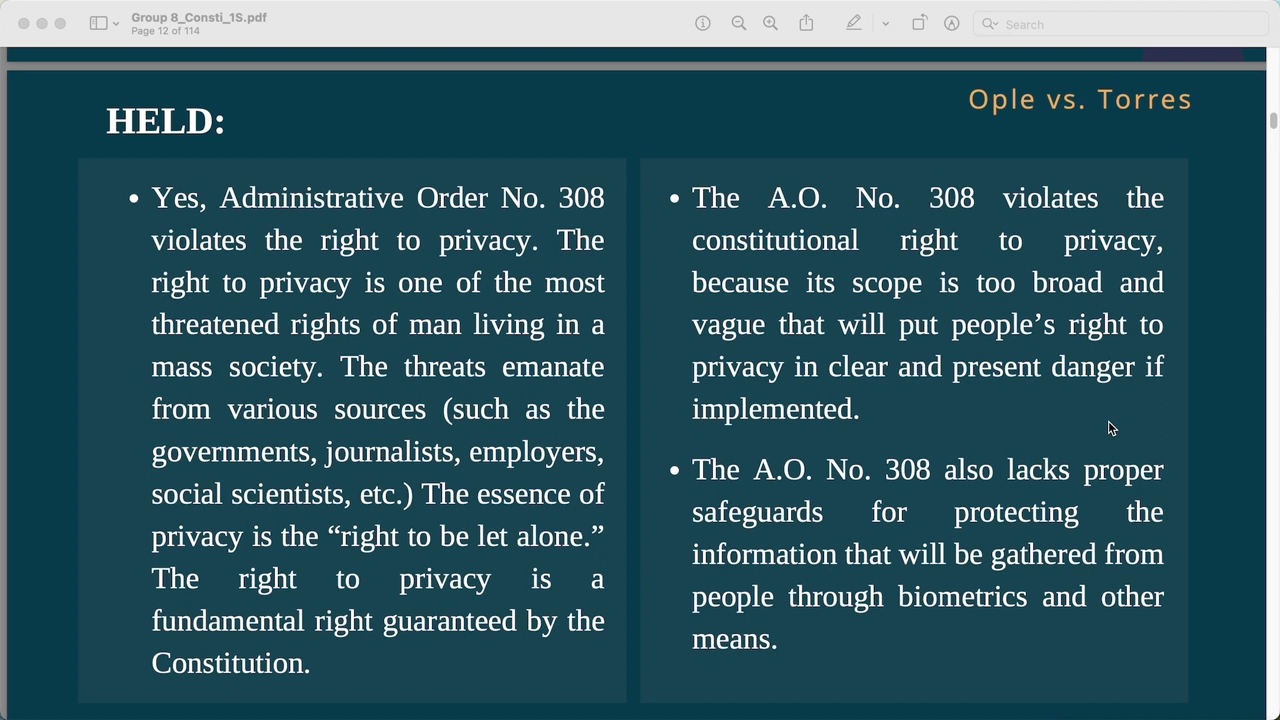 Group 8_Consti_1S.pdf
Page 12 of 114
Search
Ople vs. Torres
HELD:
• Yes, Administrative Order No. 308
violates the right to privacy. The
right to privacy is one of the most
threatened rights of man living in a
mass society. The threats emanate
from various sources (such as the
governments, journalists, employers,
social scientists, etc.) The essence of
privacy is the “right to be let alone.”
The right to privacy is a
fundamental right guaranteed by the
Constitution.
• The A.O. No. 308 violates the
constitutional right to privacy,
because its scope is too broad and
vague that will put people’s right to
privacy in clear and present danger if
implemented.
• The A.O. No. 308 also lacks proper
safeguards for protecting the
information that will be gathered from
people through biometrics and other
means.